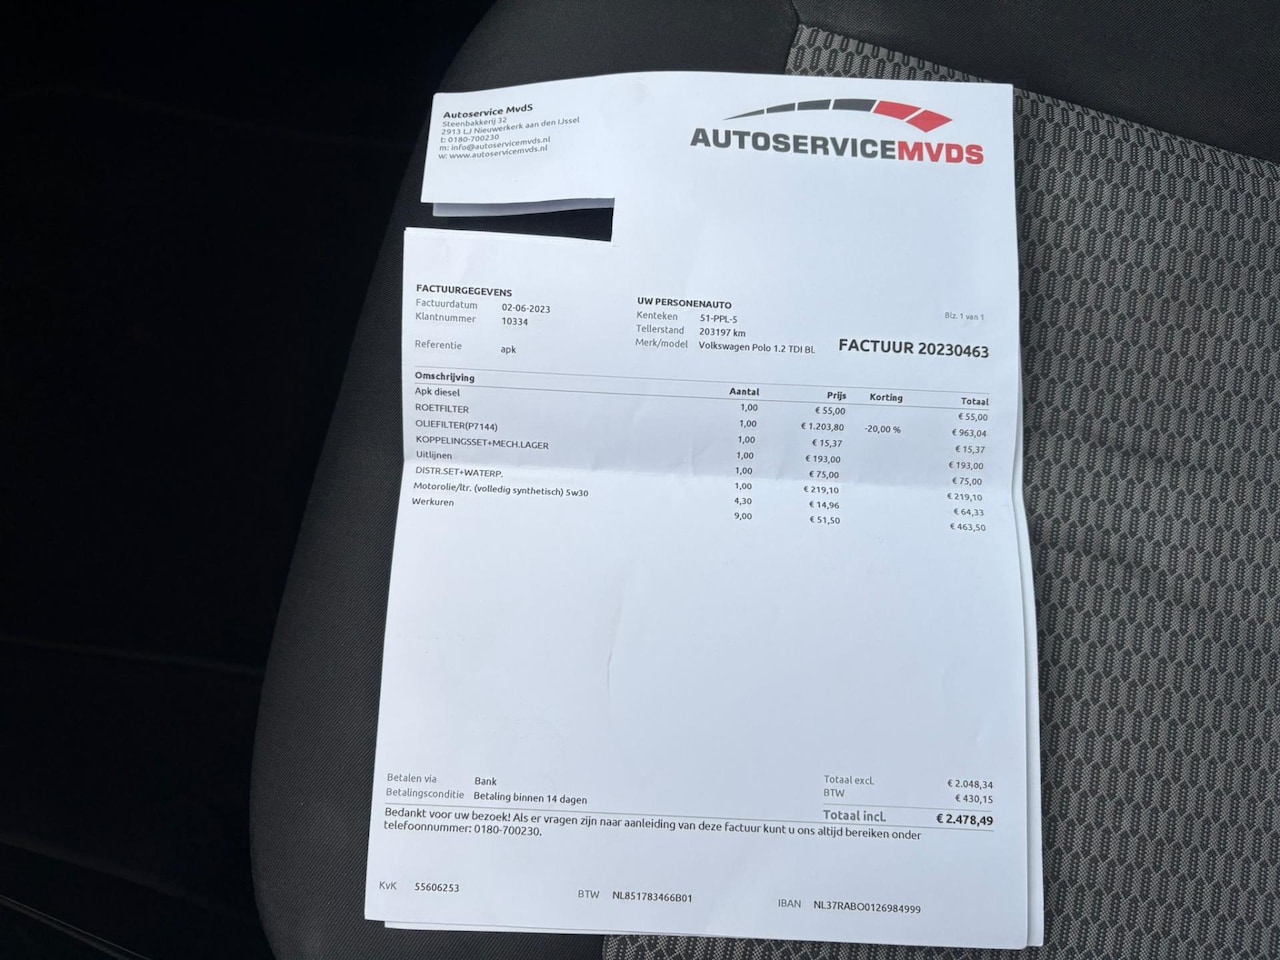 Autoservice MvdS
Steenbakkerij 32
2913 LJ Nieuwerkerk aan den IJssel
t: 0180-700230
m: info@autoservicemvds.nl
w: www.autoservicemvds.nl
AUTOSERVICEMVDS
FACTUURGEGEVENS
Factuurdatum 02-06-2023
Klantnummer 10334
Referentie apk
UW PERSONENAUTO
Kenteken 51-PPL-5
Tellerstand 203197 km
Merk/model Volkswagen Polo 1.2 TDI BL
Blz. 1 van 1
FACTUUR 20230463
Omschrijving Aantal Prijs Korting Totaal
Apk diesel 1,00 € 55,00 € 55,00
ROETFILTER 1,00 € 1.203,80 -20,00 % € 963,04
OLIEFILTER(P7144) 1,00 € 15,37 € 15,37
KOPPELINGSSET+MECH.LAGER 1,00 € 193,00 € 193,00
Uitlijnen 1,00 € 75,00 € 75,00
DISTR.SET+WATERP. 1,00 € 219,10 € 219,10
Motorolie/ltr. (volledig synthetisch) 5w30 4,30 € 14,96 € 64,33
Werkuren 9,00 € 51,50 € 463,50
Betalen via Bank
Betalingsconditie Betaling binnen 14 dagen
Totaal excl. € 2.048,34
BTW € 430,15
Totaal incl. € 2.478,49
Bedankt voor uw bezoek! Als er vragen zijn naar aanleiding van deze factuur kunt u ons altijd bereiken onder
telefoonnummer: 0180-700230.
KvK 55606253 BTW NL851783466B01 IBAN NL37RABO0126984999